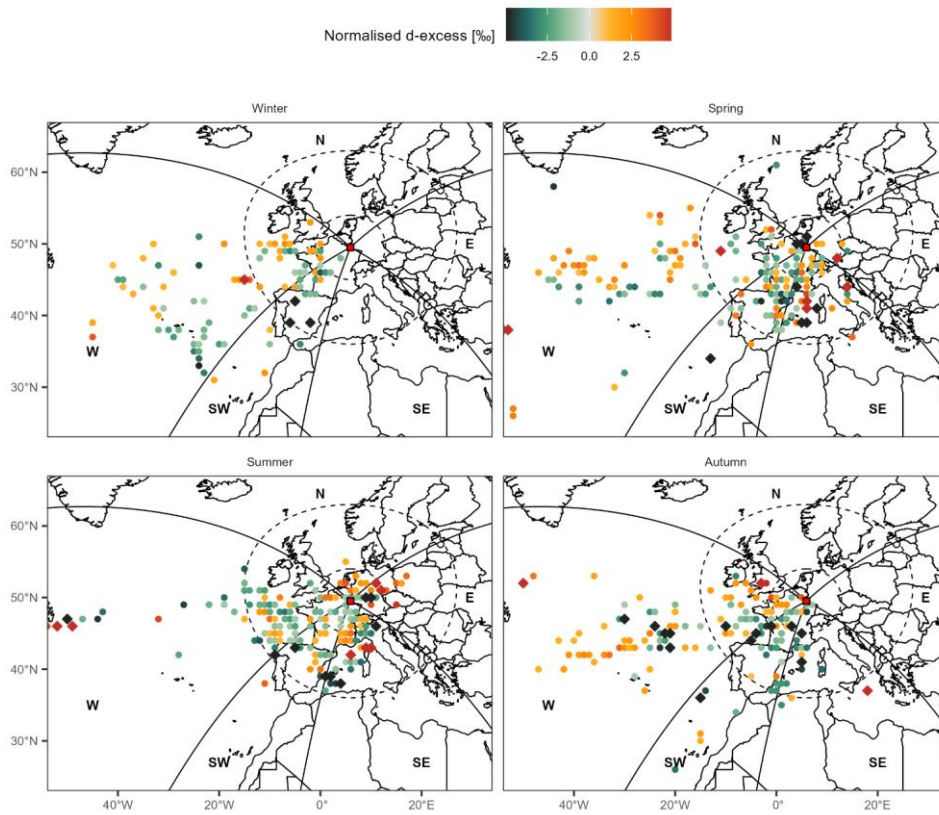 Normalised d-excess [‰]
-2.5 0.0 2.5
Winter Spring
N N
60°N
50°N
E E
40°N
W W
30°N
SW SE SW SE
Summer Autumn
N N
60°N
50°N
E E
40°N
W W
30°N
SW SE SW SE
40°W 20°W 0° 20°E 40°W 20°W 0° 20°E